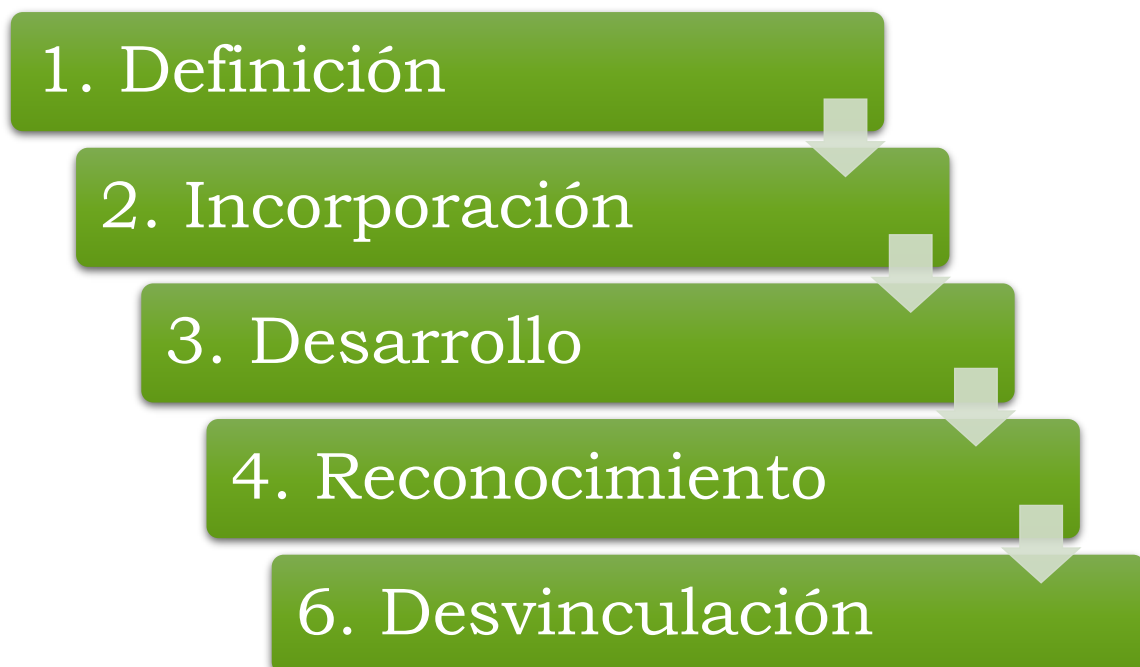 1. Definición
2. Incorporación
3. Desarrollo
4. Reconocimiento
6. Desvinculación